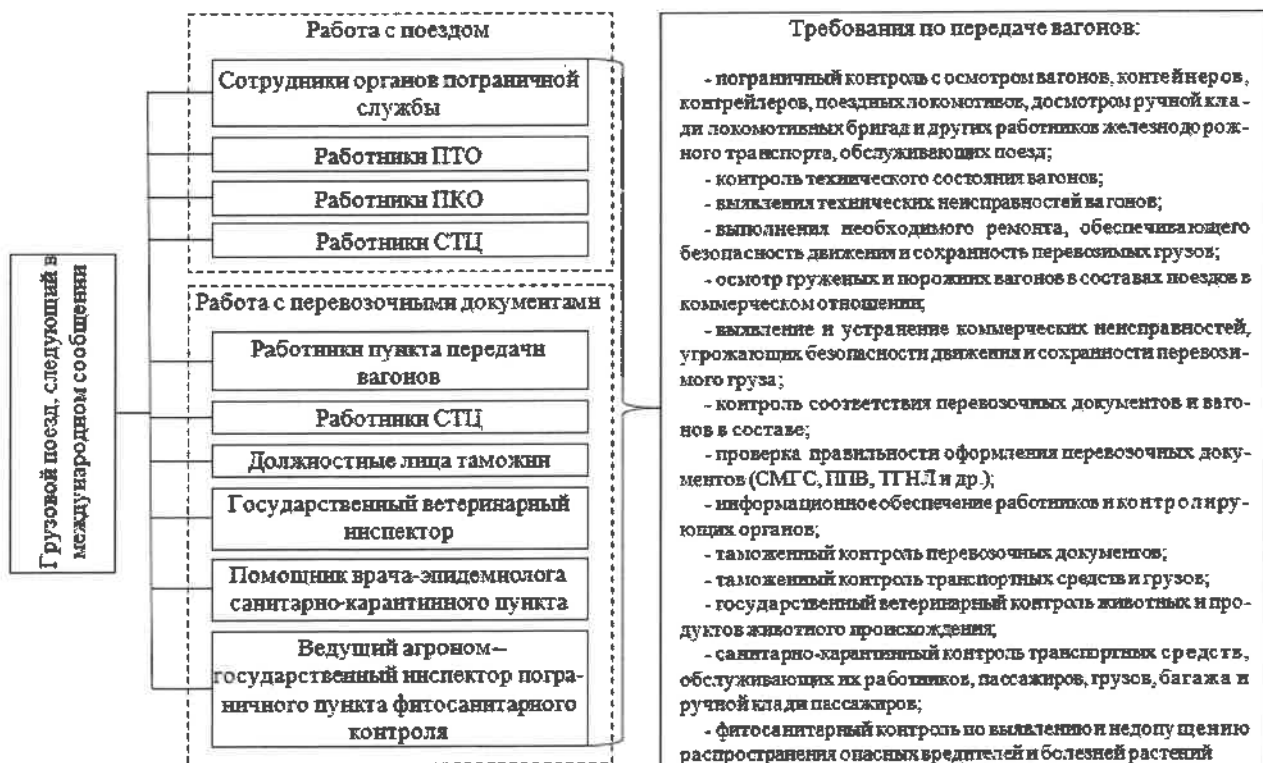 Грузовой поезд, следующий в
международном сообщении
Работа с поездом
Сотрудники органов пограничной
службы
Работники ПТО
Работники ПКО
Работники СТЦ
Работа с перевозочными документами
Работники пункта передачи
вагонов
Работники СТЦ
Должностные лица таможни
Государственный ветеринарный
инспектор
Помощник врача-эпидемиолога
санитарно-карантинного пункта
Ведущий агроном–
государственный инспектор погра-
ничного пункта фитосанитарного
контроля
Требования по передаче вагонов:
- пограничный контроль с осмотром вагонов, контейнеров,
контрейлеров, поездных локомотивов, досмотром ручной кла-
ди локомотивных бригад и других работников железнодорож-
ного транспорта, обслуживающих поезд;
- контроль технического состояния вагонов;
- выявления технических неисправностей вагонов;
- выполнения необходимого ремонта, обеспечивающего
безопасность движения и сохранность перевозимых грузов;
- осмотр груженых и порожних вагонов в составах поездов в
коммерческом отношении;
- выявление и устранение коммерческих неисправностей,
угрожающих безопасности движения и сохранности перевози-
мого груза;
- контроль соответствия перевозочных документов и ваго-
нов в составе;
- проверка правильности оформления перевозочных доку-
ментов (СМГС, ППВ, ТГНЛ и др.);
- информационное обеспечение работников и контролиру-
ющих органов;
- таможенный контроль перевозочных документов;
- таможенный контроль транспортных средств и грузов;
- государственный ветеринарный контроль животных и про-
дуктов животного происхождения;
- санитарно-карантинный контроль транспортных средств,
обслуживающих их работников, пассажиров, грузов, багажа и
ручной клади пассажиров;
- фитосанитарный контроль по выявлению и недопущению
распространения опасных вредителей и болезней растений